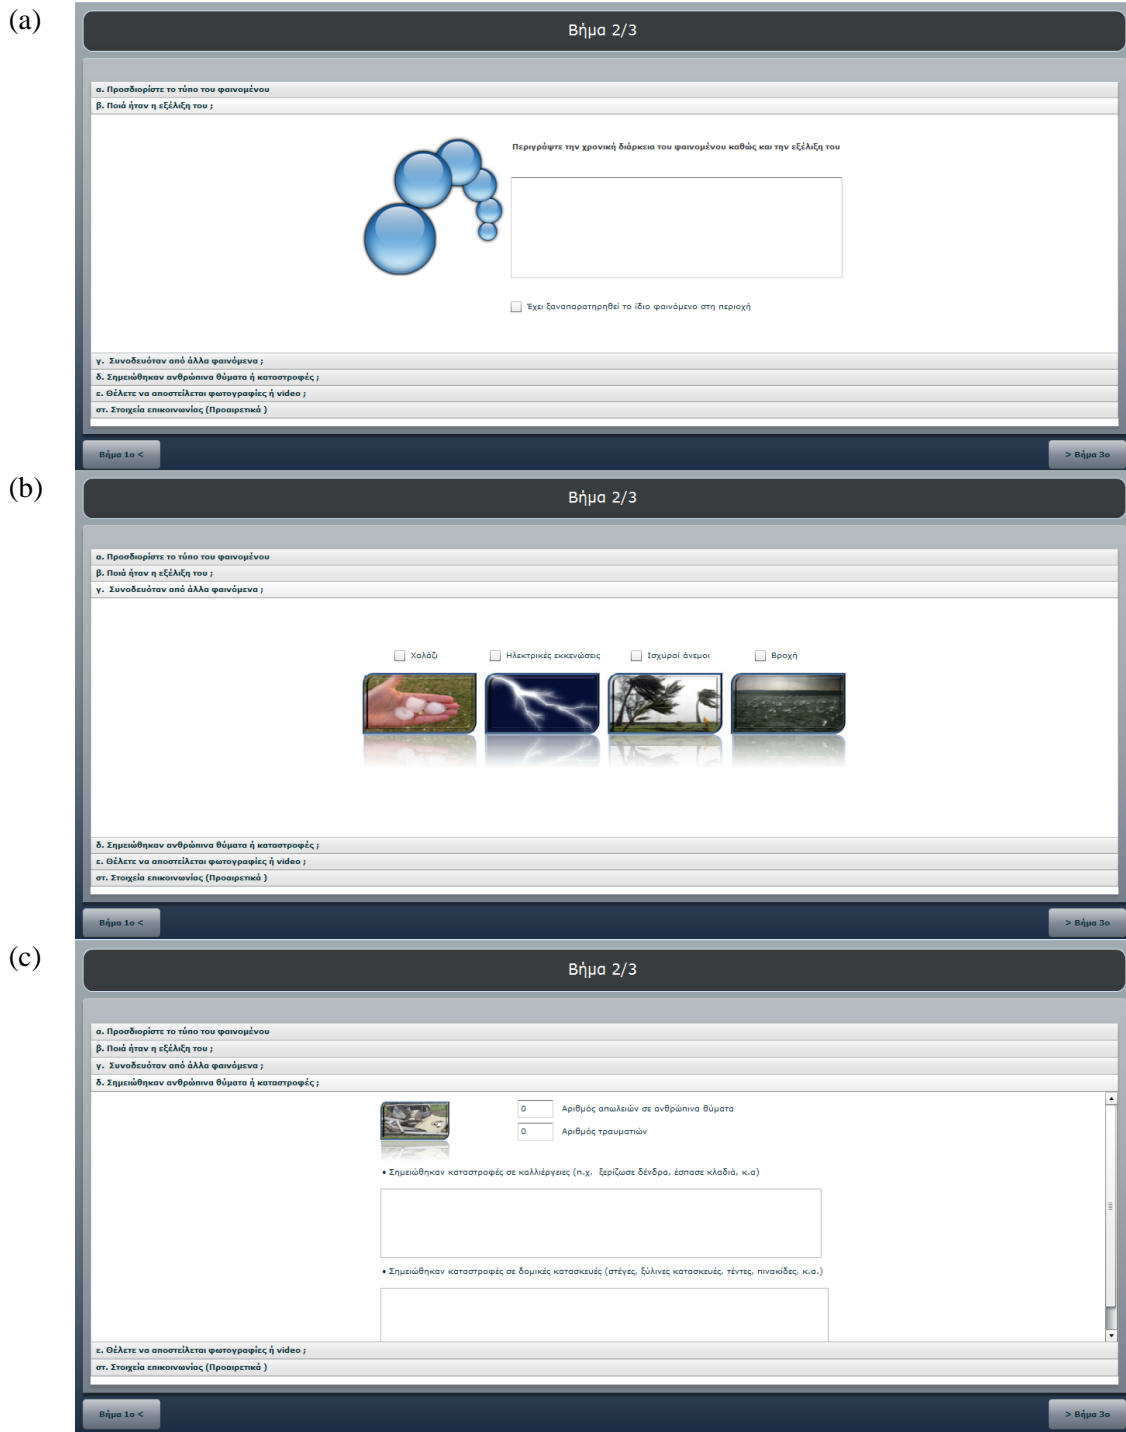 (a)
Βήμα 2/3
α. Προσδιορίστε το τύπο του φαινομένου
β. Ποιά ήταν η εξέλιξη του ;
Περιγράψτε την χρονική διάρκεια του φαινομένου καθώς και την εξέλιξη του
Έχει ξαναπαρατηρηθεί το ίδιο φαινόμενο στη περιοχή
γ. Συνοδευόταν από άλλα φαινόμενα ;
δ. Σημειώθηκαν ανθρώπινα θύματα ή καταστροφές ;
ε. Θέλετε να αποστείλεται φωτογραφίες ή video ;
στ. Στοιχεία επικοινωνίας (Προαιρετικά )
Βήμα 1ο <
> Βήμα 3ο
(b)
Βήμα 2/3
α. Προσδιορίστε το τύπο του φαινομένου
β. Ποιά ήταν η εξέλιξη του ;
γ. Συνοδευόταν από άλλα φαινόμενα ;
Χαλάζι Ηλεκτρικές εκκενώσεις Ισχυροί άνεμοι Βροχή
δ. Σημειώθηκαν ανθρώπινα θύματα ή καταστροφές ;
ε. Θέλετε να αποστείλεται φωτογραφίες ή video ;
στ. Στοιχεία επικοινωνίας (Προαιρετικά )
Βήμα 1ο <
> Βήμα 3ο
(c)
Βήμα 2/3
α. Προσδιορίστε το τύπο του φαινομένου
β. Ποιά ήταν η εξέλιξη του ;
γ. Συνοδευόταν από άλλα φαινόμενα ;
δ. Σημειώθηκαν ανθρώπινα θύματα ή καταστροφές ;
0 Αριθμός απωλειών σε ανθρώπινα θύματα
0 Αριθμός τραυματιών
• Σημειώθηκαν καταστροφές σε καλλιέργειες (π.χ. ξερίζωσε δένδρα, έσπασε κλαδιά, κ.α)
• Σημειώθηκαν καταστροφές σε δομικές κατασκευές (στέγες, ξύλινες κατασκευές, τέντες, πινακίδες, κ.α.)
ε. Θέλετε να αποστείλεται φωτογραφίες ή video ;
στ. Στοιχεία επικοινωνίας (Προαιρετικά )
Βήμα 1ο <
> Βήμα 3ο